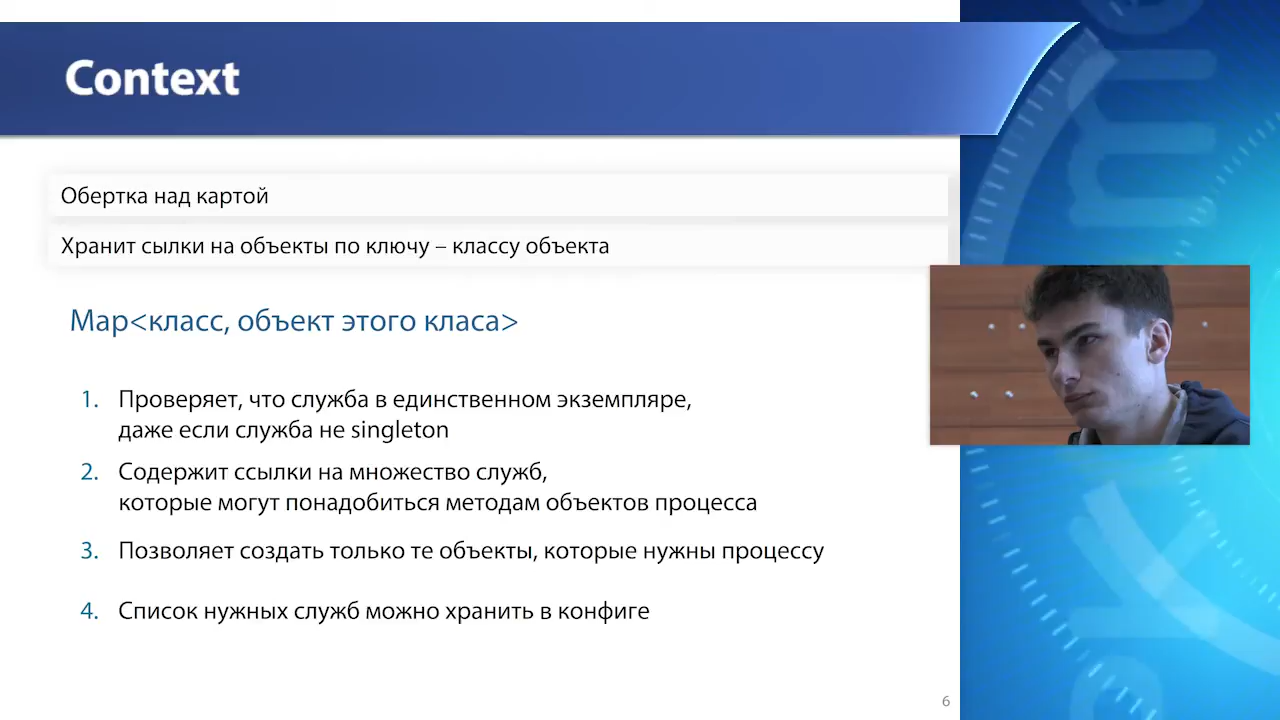 Context
Обертка над картой
Хранит сылки на объекты по ключу – классу объекта
Map<класс, объект этого класа>
1. Проверяет, что служба в единственном экземпляре,
даже если служба не singleton
2. Содержит ссылки на множество служб,
которые могут понадобиться методам объектов процесса
3. Позволяет создать только те объекты, которые нужны процессу
4. Список нужных служб можно хранить в конфиге
6